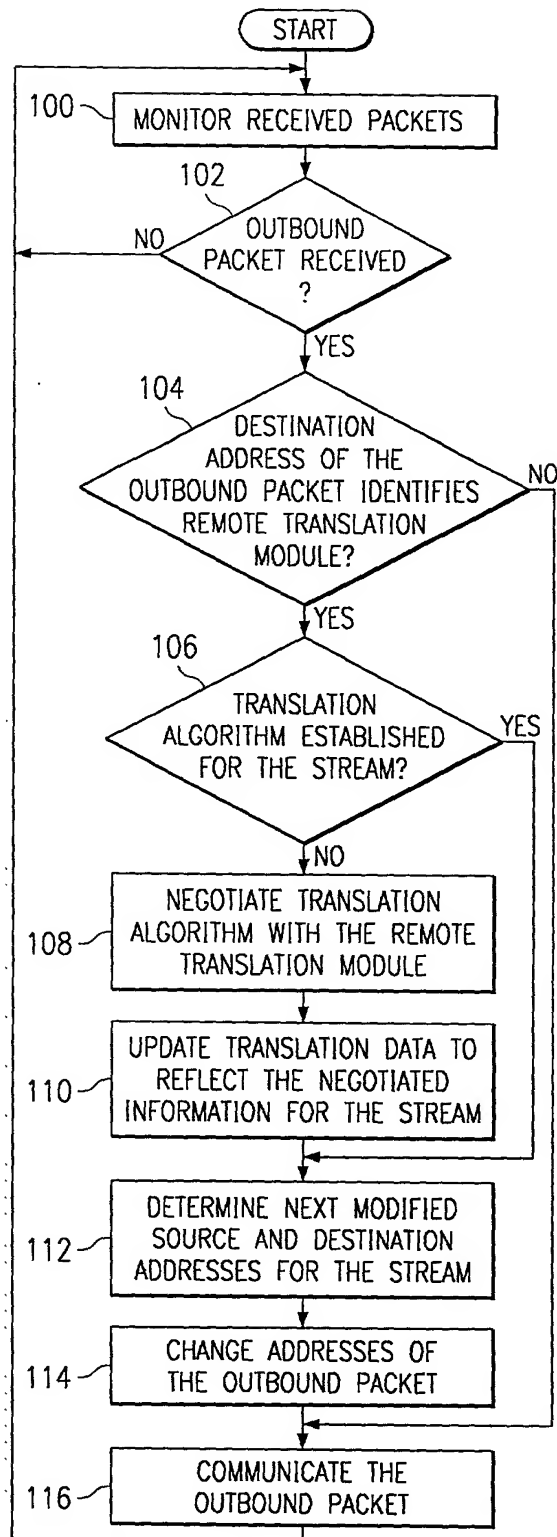 START
100
MONITOR RECEIVED PACKETS
102
OUTBOUND
PACKET RECEIVED
?
NO
YES
104
DESTINATION
ADDRESS OF THE
OUTBOUND PACKET IDENTIFIES
REMOTE TRANSLATION
MODULE?
NO
YES
106
TRANSLATION
ALGORITHM ESTABLISHED
FOR THE STREAM?
YES
NO
108
NEGOTIATE TRANSLATION
ALGORITHM WITH THE REMOTE
TRANSLATION MODULE
110
UPDATE TRANSLATION DATA TO
REFLECT THE NEGOTIATED
INFORMATION FOR THE STREAM
112
DETERMINE NEXT MODIFIED
SOURCE AND DESTINATION
ADDRESSES FOR THE STREAM
114
CHANGE ADDRESSES OF
THE OUTBOUND PACKET
116
COMMUNICATE THE
OUTBOUND PACKET